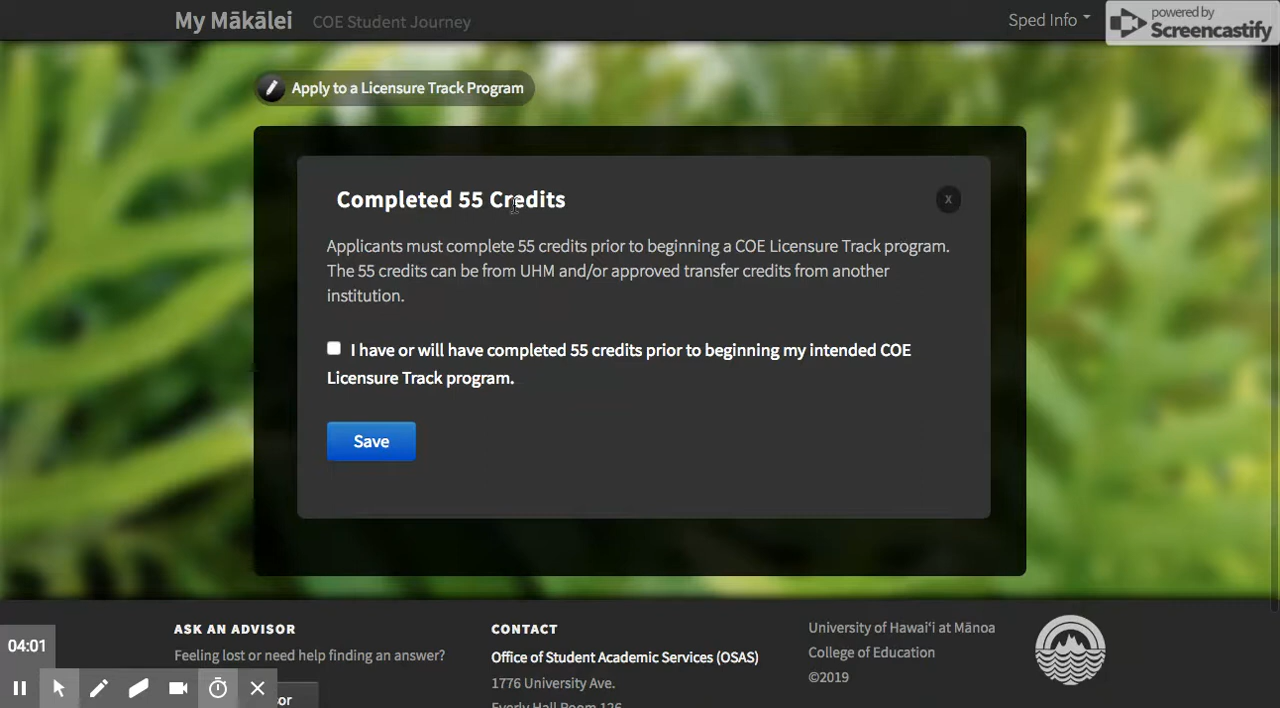 My Mākālei COE Student Journey Sped Info
powered by
Screencastify
Apply to a Licensure Track Program
Completed 55 Credits
x
Applicants must complete 55 credits prior to beginning a COE Licensure Track program.
The 55 credits can be from UHM and/or approved transfer credits from another
institution.
I have or will have completed 55 credits prior to beginning my intended COE
Licensure Track program.
Save
ASK AN ADVISOR
Feeling lost or need help finding an answer?
CONTACT
Office of Student Academic Services (OSAS)
1776 University Ave.
Everly Hall Room 126
University of Hawaiʻi at Mānoa
College of Education
©2019
04:01